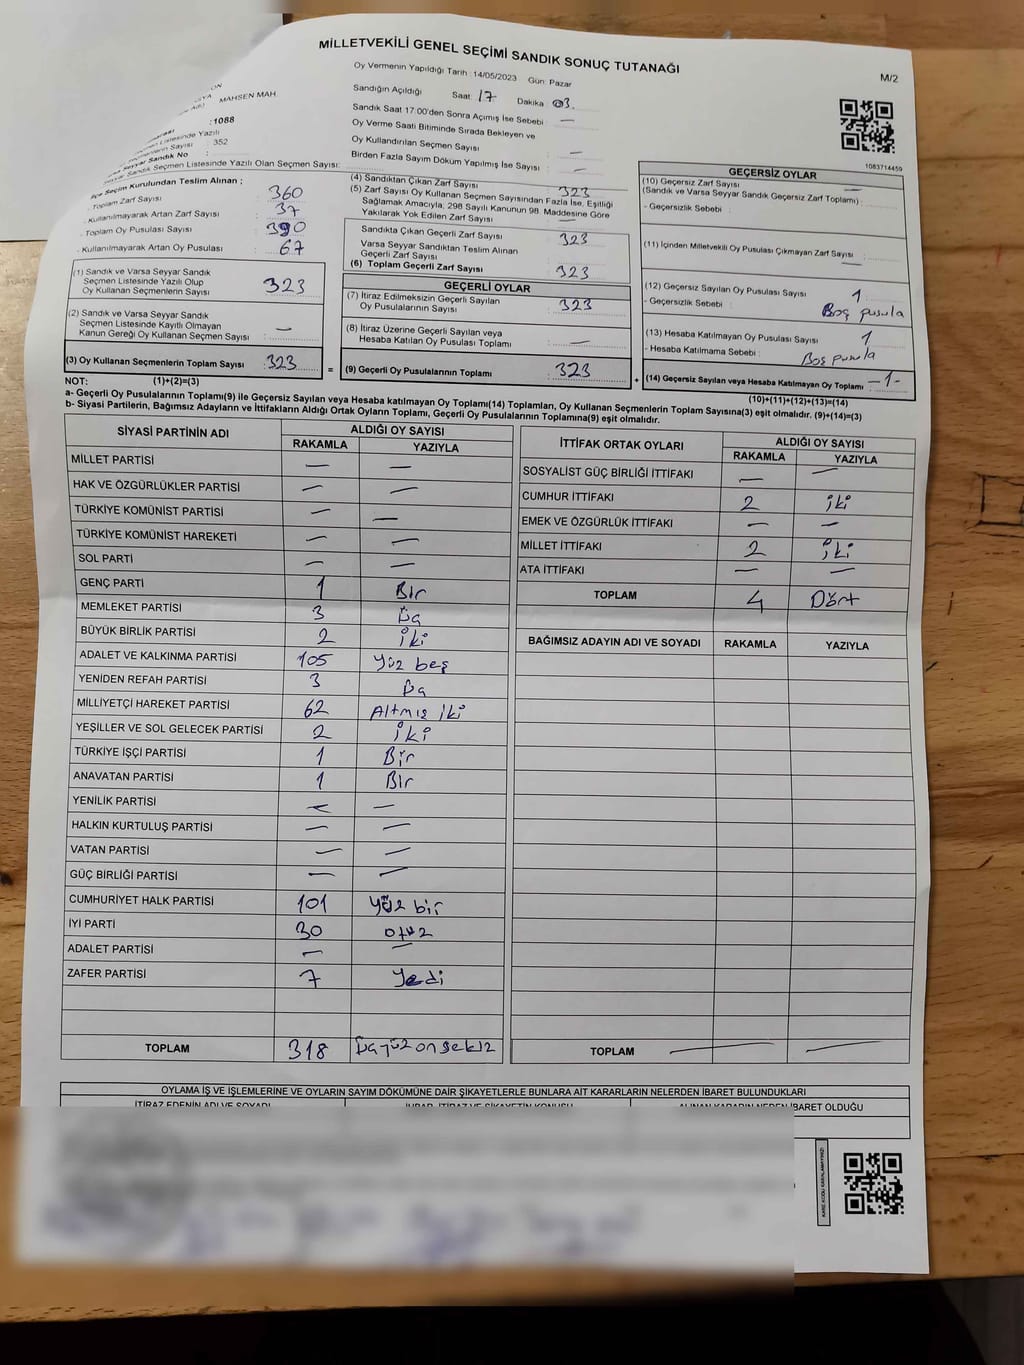 MİLLETVEKİLİ GENEL SEÇİMİ SANDIK SONUÇ TUTANAĞI
M/2
Oy Vermenin Yapıldığı Tarih : 14/05/2023 Gün: Pazar
Sandığın Açıldığı Saat: 17 Dakika 03.
Sandık Saat 17:00'den Sonra Açımış İse Sebebi : —
Oy Verme Saati Bitiminde Sırada Bekleyen ve
Oy Kullandırılan Seçmen Sayısı : —
Birden Fazla Sayım Döküm Yapılmış İse Sayısı : —
MAHSEN MAH.
:1088
Seçmen Listesinde Yazılı
: 352
Seyyar Sandık No :
Seyyar Sandık Seçmen Listesinde Yazılı Olan Seçmen Sayısı:
İlçe Seçim Kurulundan Teslim Alınan ;
- Toplam Zarf Sayısı : 360
- Kullanılmayarak Artan Zarf Sayısı : 37
- Toplam Oy Pusulası Sayısı : 390
- Kullanılmayarak Artan Oy Pusulası : 67
(1) Sandık ve Varsa Seyyar Sandık
Seçmen Listesinde Yazılı Olup
Oy Kullanan Seçmenlerin Sayısı : 323
(2) Sandık ve Varsa Seyyar Sandık
Seçmen Listesinde Kayıtlı Olmayan
Kanun Gereği Oy Kullanan Seçmen Sayısı : —
(3) Oy Kullanan Seçmenlerin Toplam Sayısı : 323
(4) Sandıktan Çıkan Zarf Sayısı : 323
(5) Zarf Sayısı Oy Kullanan Seçmen Sayısından Fazla İse, Eşitliği
Sağlamak Amacıyla, 298 Sayılı Kanunun 98. Maddesine Göre
Yakılarak Yok Edilen Zarf Sayısı : —
Sandıkta Çıkan Geçerli Zarf Sayısı : 323
Varsa Seyyar Sandıktan Teslim Alınan
Geçerli Zarf Sayısı :
(6) Toplam Geçerli Zarf Sayısı : 323
GEÇERLİ OYLAR
(7) İtiraz Edilmeksizin Geçerli Sayılan
Oy Pusulalarının Sayısı : 323
(8) İtiraz Üzerine Geçerli Sayılan veya
Hesaba Katılan Oy Pusulası Toplamı : —
= (9) Geçerli Oy Pusulalarının Toplamı : 323
1083714459
GEÇERSİZ OYLAR
(10) Geçersiz Zarf Sayısı —
(Sandık ve Varsa Seyyar Sandık Geçersiz Zarf Toplamı) :
- Geçersizlik Sebebi :
(11) İçinden Milletvekili Oy Pusulası Çıkmayan Zarf Sayısı : —
(12) Geçersiz Sayılan Oy Pusulası Sayısı : 1
- Geçersizlik Sebebi : Boş pusula
(13) Hesaba Katılmayan Oy Pusulası Sayısı : 1
- Hesaba Katılmama Sebebi : Boş pusula
+ (14) Geçersiz Sayılan veya Hesaba Katılmayan Oy Toplamı : -1-
NOT: (1)+(2)=(3)
(10)+(11)+(12)+(13)=(14)
a- Geçerli Oy Pusulalarının Toplamı(9) ile Geçersiz Sayılan veya Hesaba katılmayan Oy Toplamı(14) Toplamları, Oy Kullanan Seçmenlerin Toplam Sayısına(3) eşit olmalıdır. (9)+(14)=(3)
b- Siyasi Partilerin, Bağımsız Adayların ve İttifakların Aldığı Ortak Oyların Toplamı, Geçerli Oy Pusulalarının Toplamına(9) eşit olmalıdır.
SİYASİ PARTİNİN ADI ALDIĞI OY SAYISI
RAKAMLA YAZIYLA
MİLLET PARTİSİ — —
HAK VE ÖZGÜRLÜKLER PARTİSİ — —
TÜRKİYE KOMÜNİST PARTİSİ — —
TÜRKİYE KOMÜNİST HAREKETİ — —
SOL PARTİ — —
GENÇ PARTİ 1 Bir
MEMLEKET PARTİSİ 3 Üç
BÜYÜK BİRLİK PARTİSİ 2 iki
ADALET VE KALKINMA PARTİSİ 105 Yüz beş
YENİDEN REFAH PARTİSİ 3 Üç
MİLLİYETÇİ HAREKET PARTİSİ 62 Altmış iki
YEŞİLLER VE SOL GELECEK PARTİSİ 2 iki
TÜRKİYE İŞÇİ PARTİSİ 1 Bir
ANAVATAN PARTİSİ 1 Bir
YENİLİK PARTİSİ — —
HALKIN KURTULUŞ PARTİSİ — —
VATAN PARTİSİ — —
GÜÇ BİRLİĞİ PARTİSİ — —
CUMHURİYET HALK PARTİSİ 101 Yüz bir
İYİ PARTİ 30 otuz
ADALET PARTİSİ — —
ZAFER PARTİSİ 7 Yedi
TOPLAM 318 Üçyüz onsekiz
İTTİFAK ORTAK OYLARI ALDIĞI OY SAYISI
RAKAMLA YAZIYLA
SOSYALİST GÜÇ BİRLİĞİ İTTİFAKI — —
CUMHUR İTTİFAKI 2 iki
EMEK VE ÖZGÜRLÜK İTTİFAKI — —
MİLLET İTTİFAKI 2 iki
ATA İTTİFAKI — —
TOPLAM 4 Dört
BAĞIMSIZ ADAYIN ADI VE SOYADI RAKAMLA YAZIYLA
TOPLAM — —
OYLAMA İŞ VE İŞLEMLERİNE VE OYLARIN SAYIM DÖKÜMÜNE DAİR ŞİKAYETLERLE BUNLARA AİT KARARLARIN NELERDEN İBARET BULUNDUKLARI
İTİRAZ EDENİN ADI VE SOYADI İHBAR, İTİRAZ VE ŞİKAYETİN KONUSU ALINAN KARARIN NEDEN İBARET OLDUĞU
KARE KODU KARALAMAYINIZ!